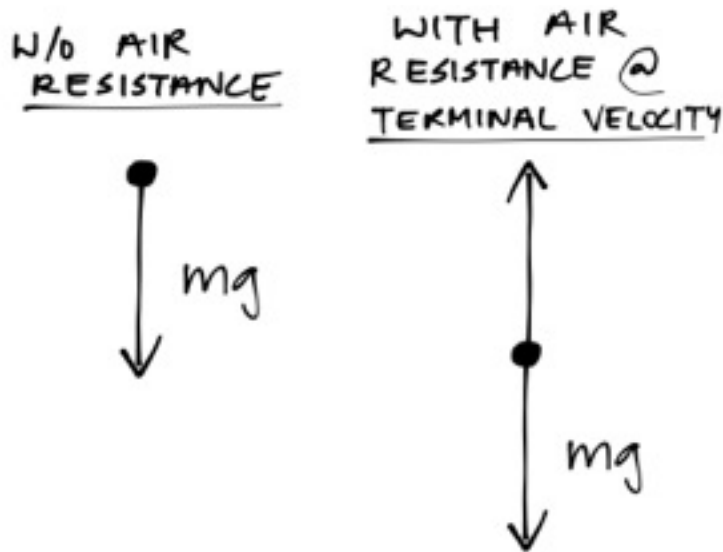 W/O AIR
RESISTANCE
mg
WITH AIR
RESISTANCE @
TERMINAL VELOCITY
mg